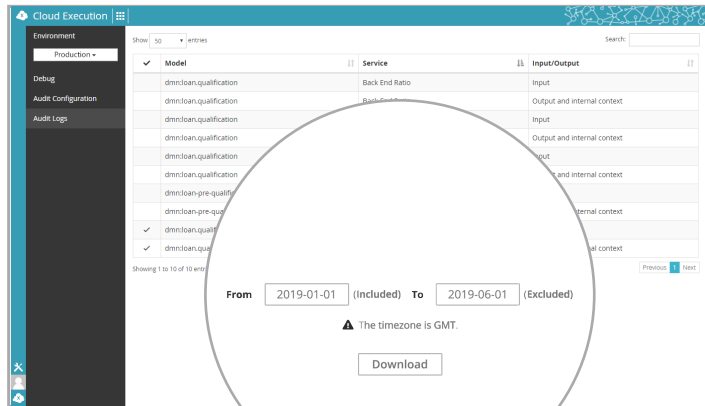 Cloud Execution
Environment
Production
Debug
Audit Configuration
Audit Logs
Show 50 entries
Search:
Model Service Input/Output
dmn:loan.qualification Back End Ratio Input
dmn:loan.qualification Output and internal context
dmn:loan.qualification Input
dmn:loan.qualification Output and internal context
dmn:loan.qualification
dmn:loan.qualification context
dmn:loan-pre-qualific
dmn:loan-pre-qua context
dmn:loan.qualif
dmn:loan.qua context
Showing 1 to 10 of 10 entr
Previous 1 Next
From 2019-01-01 (Included) To 2019-06-01 (Excluded)
The timezone is GMT.
Download